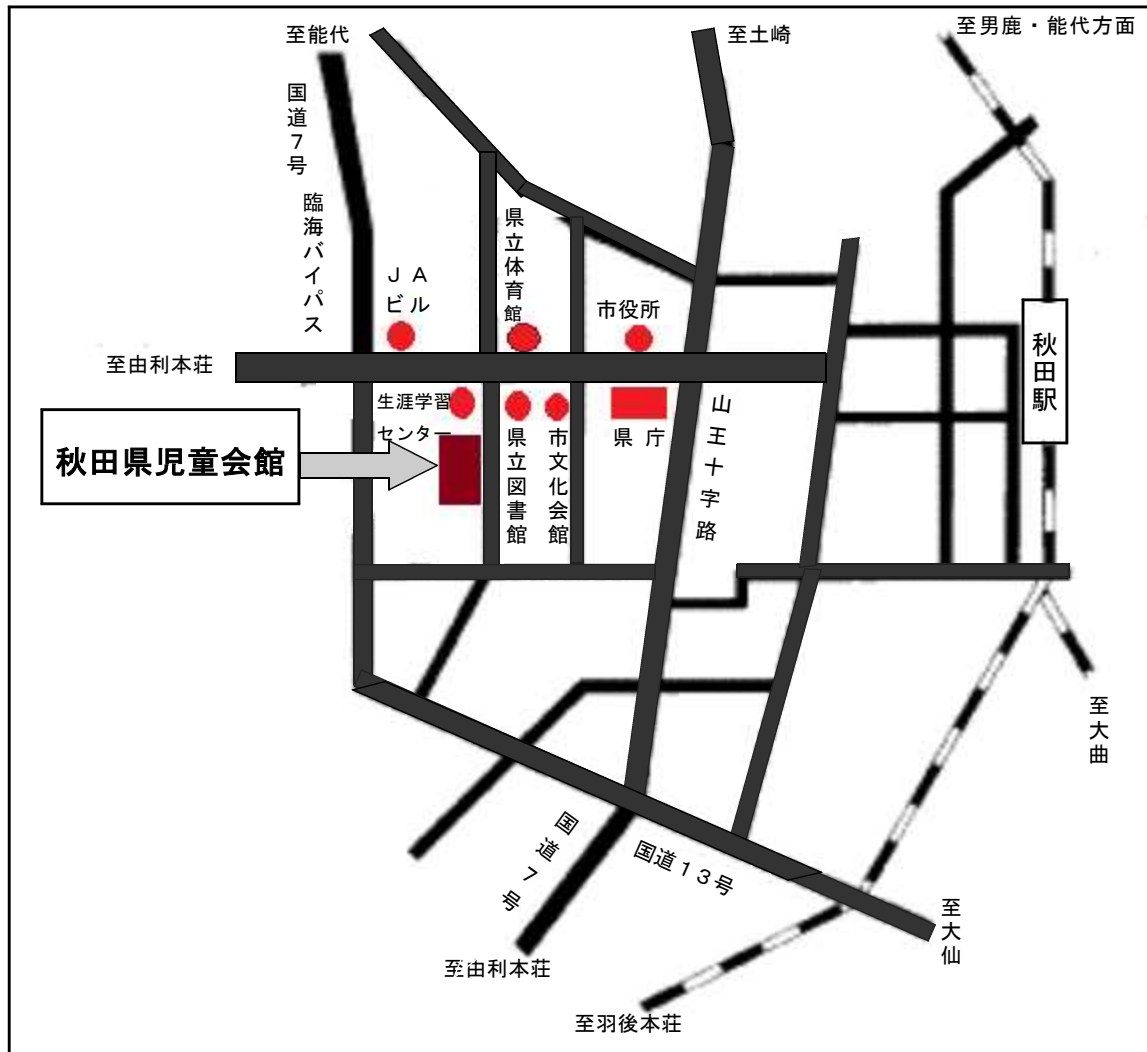 至能代
至土崎
至男鹿・能代方面
国道7号
臨海バイパス
県立体育館
JA
ビル
市役所
秋田駅
至由利本荘
生涯学習
センター
秋田県児童会館
県立図書館
市文化会館
県庁
山王十字路
至大曲
国道7号
国道13号
至大仙
至由利本荘
至羽後本荘